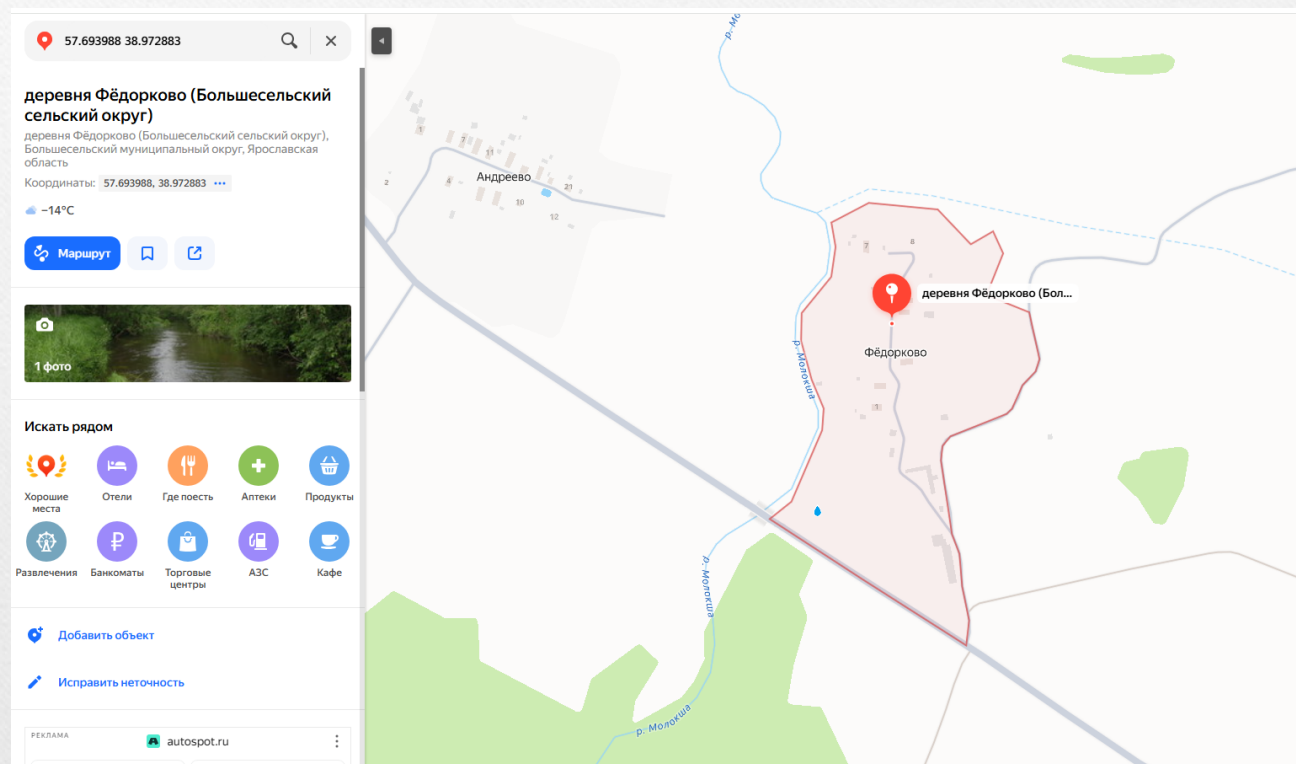 57.693988 38.972883
деревня Фёдорково (Большесельский
сельский округ)
деревня Фёдорково (Большесельский сельский округ),
Большесельский муниципальный округ, Ярославская
область
Координаты: 57.693988, 38.972883 •••
−14°C
Маршрут
1 фото
Искать рядом
Хорошие
места
Отели
Где поесть
Аптеки
Продукты
Развлечения
Банкоматы
Торговые
центры
АЗС
Кафе
Добавить объект
Исправить неточность
РЕКЛАМА
autospot.ru
р. Мо
1
7
11
Андреево
2
4
21
10
12
7
8
деревня Фёдорково (Бол...
Фёдорково
р. Молокша
1
р. Молокша
р. Молокша